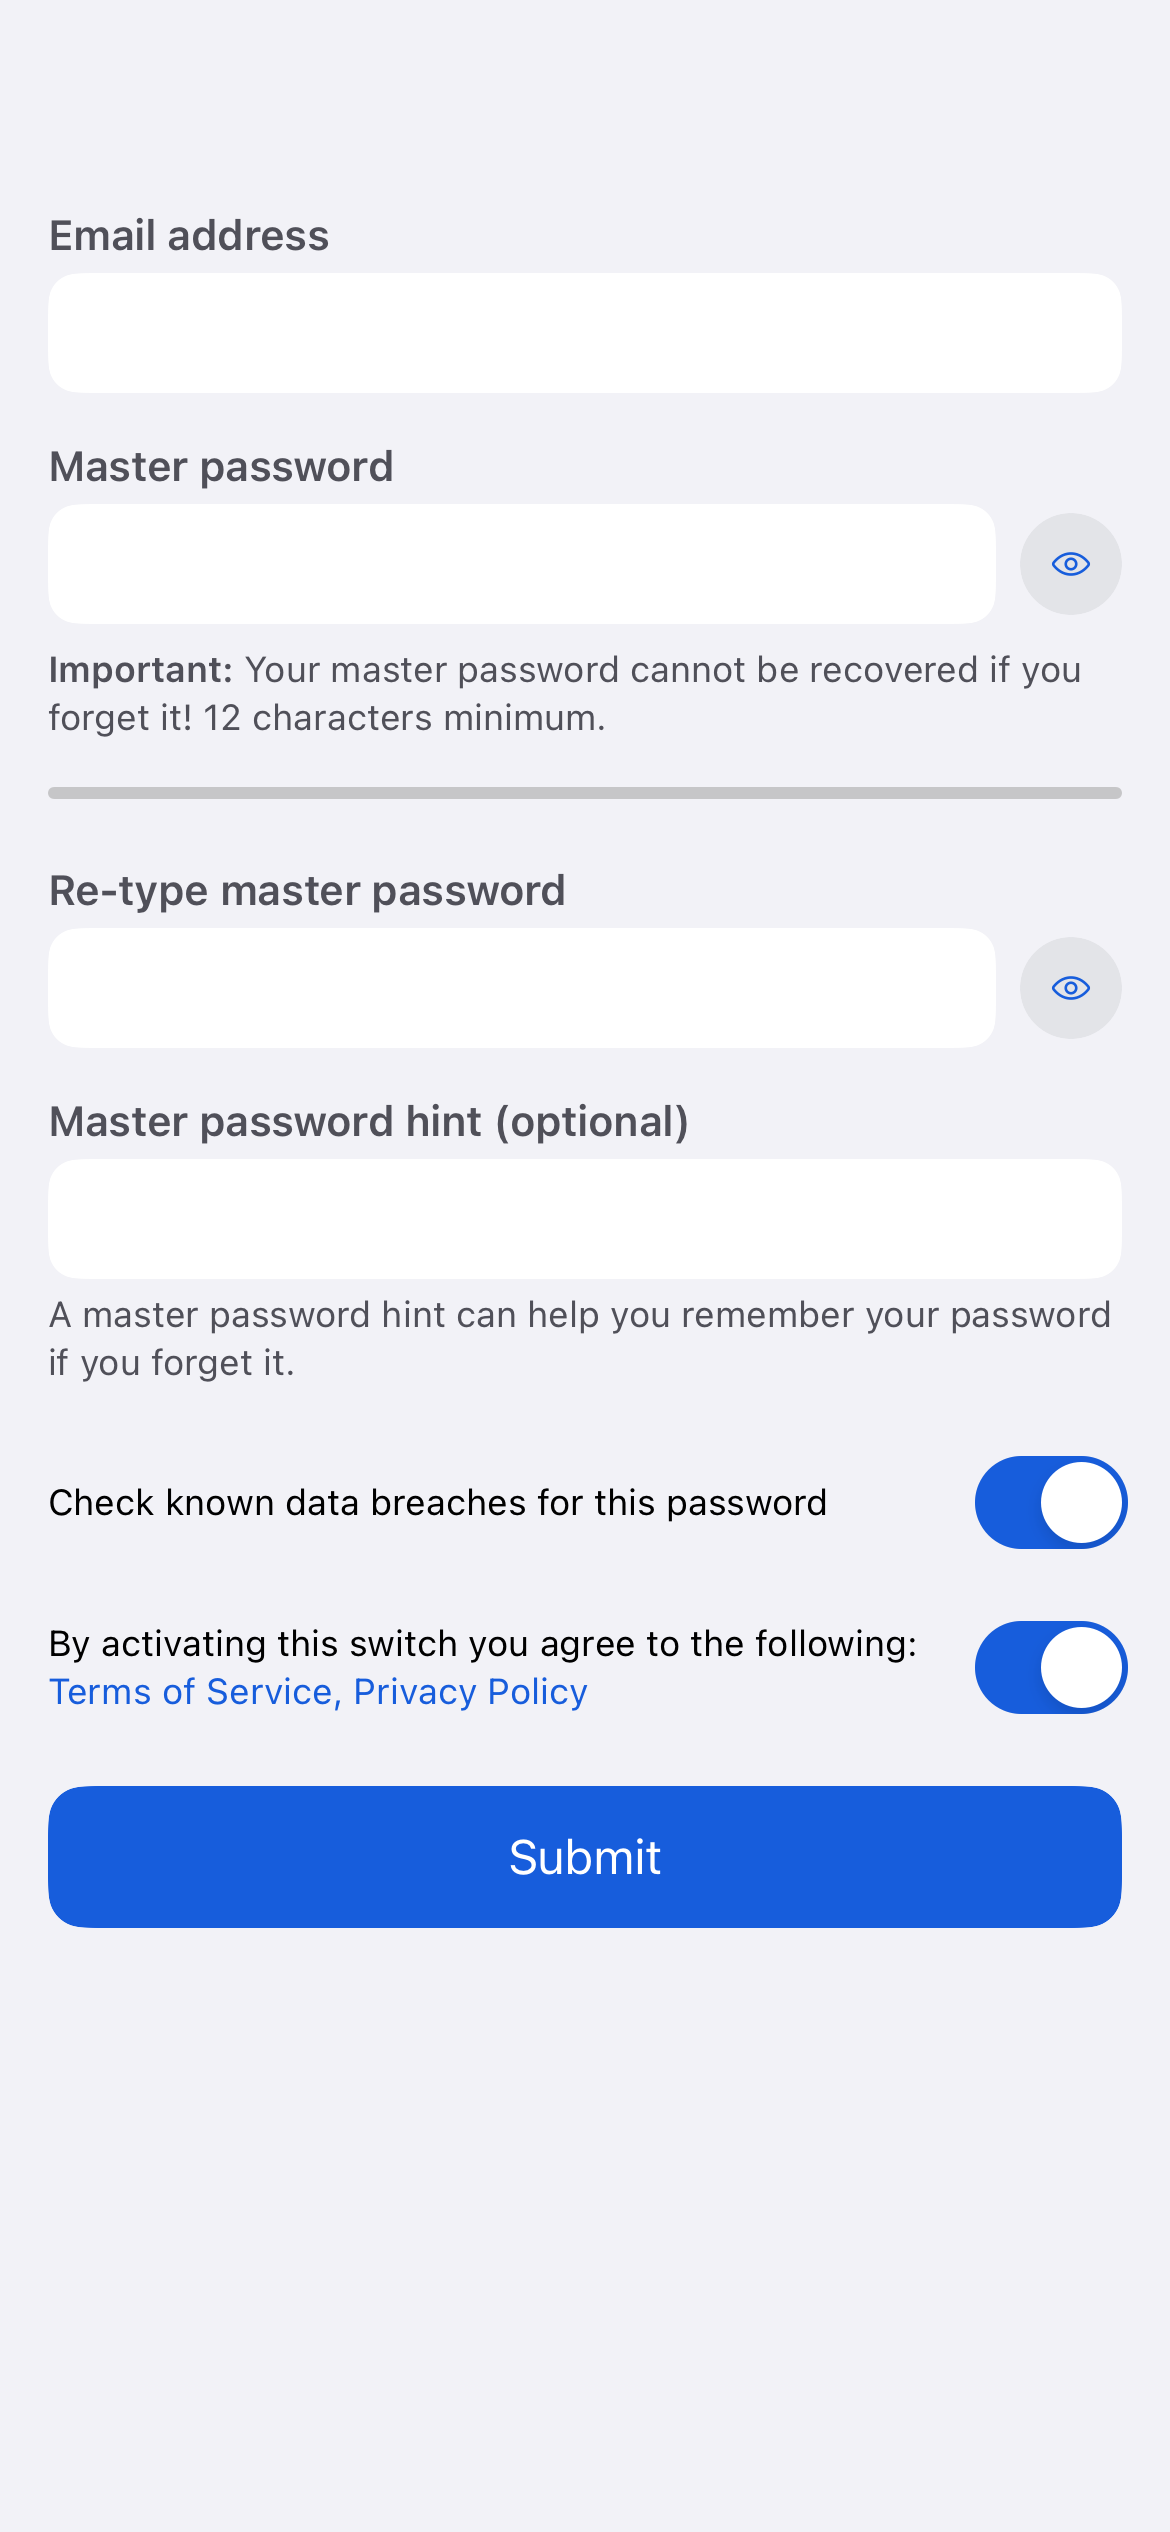 Email address
Master password
Important: Your master password cannot be recovered if you
forget it! 12 characters minimum.
Re-type master password
Master password hint (optional)
A master password hint can help you remember your password
if you forget it.
Check known data breaches for this password
By activating this switch you agree to the following:
Terms of Service, Privacy Policy
Submit